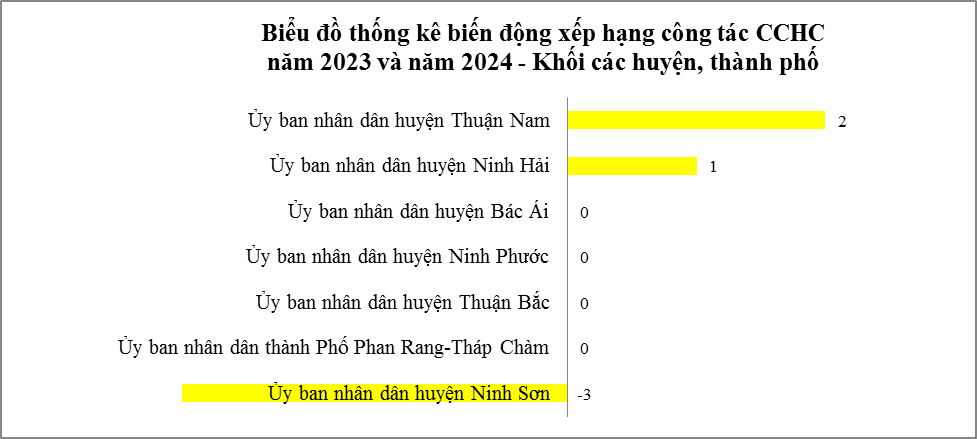 Biểu đồ thống kê biến động xếp hạng công tác CCHC
năm 2023 và năm 2024 - Khối các huyện, thành phố
Ủy ban nhân dân huyện Thuận Nam 2
Ủy ban nhân dân huyện Ninh Hải 1
Ủy ban nhân dân huyện Bác Ái 0
Ủy ban nhân dân huyện Ninh Phước 0
Ủy ban nhân dân huyện Thuận Bắc 0
Ủy ban nhân dân thành Phố Phan Rang-Tháp Chàm 0
Ủy ban nhân dân huyện Ninh Sơn -3